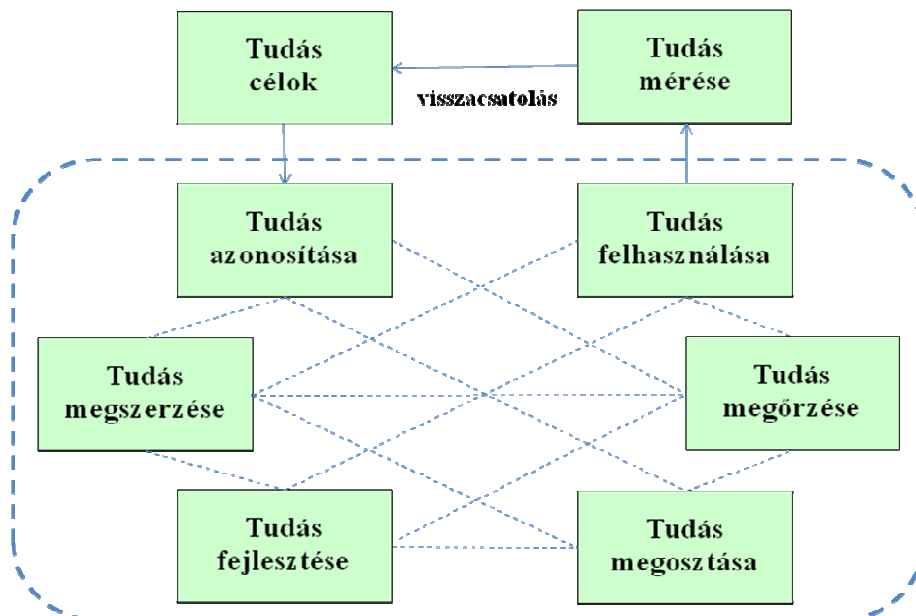 Tudás
célok
visszacsatolás
Tudás
mérése
Tudás
azonosítása
Tudás
felhasználása
Tudás
megszerzése
Tudás
megőrzése
Tudás
fejlesztése
Tudás
megosztása